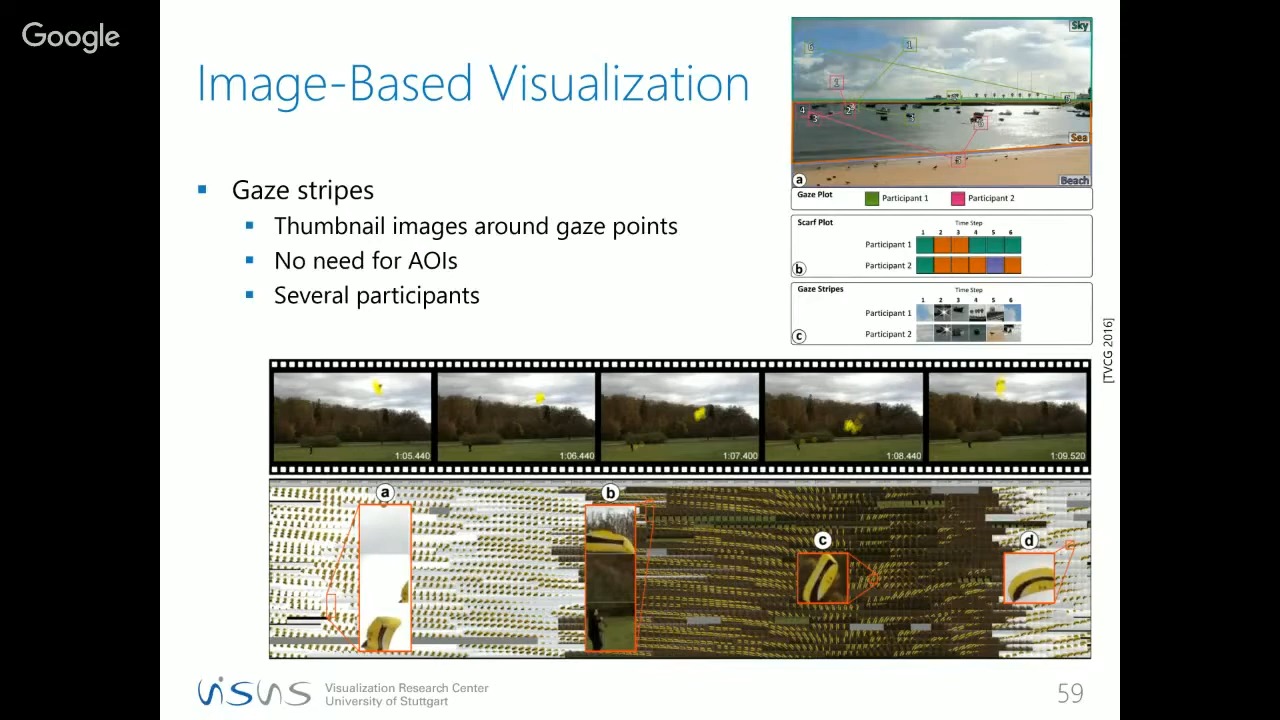 Google
Image-Based Visualization
Gaze stripes
Thumbnail images around gaze points
No need for AOIs
Several participants
Sky
Sea
Beach
a
Gaze Plot
Participant 1
Participant 2
Scarf Plot
Time Step
1 2 3 4 5 6
Participant 1
Participant 2
b
Gaze Stripes
Time Step
1 2 3 4 5 6
Participant 1
Participant 2
c
[TVCG 2016]
1:05.440
1:06.440
1:07.400
1:08.440
1:09.520
a
b
c
d
VISUS
Visualization Research Center
University of Stuttgart
59